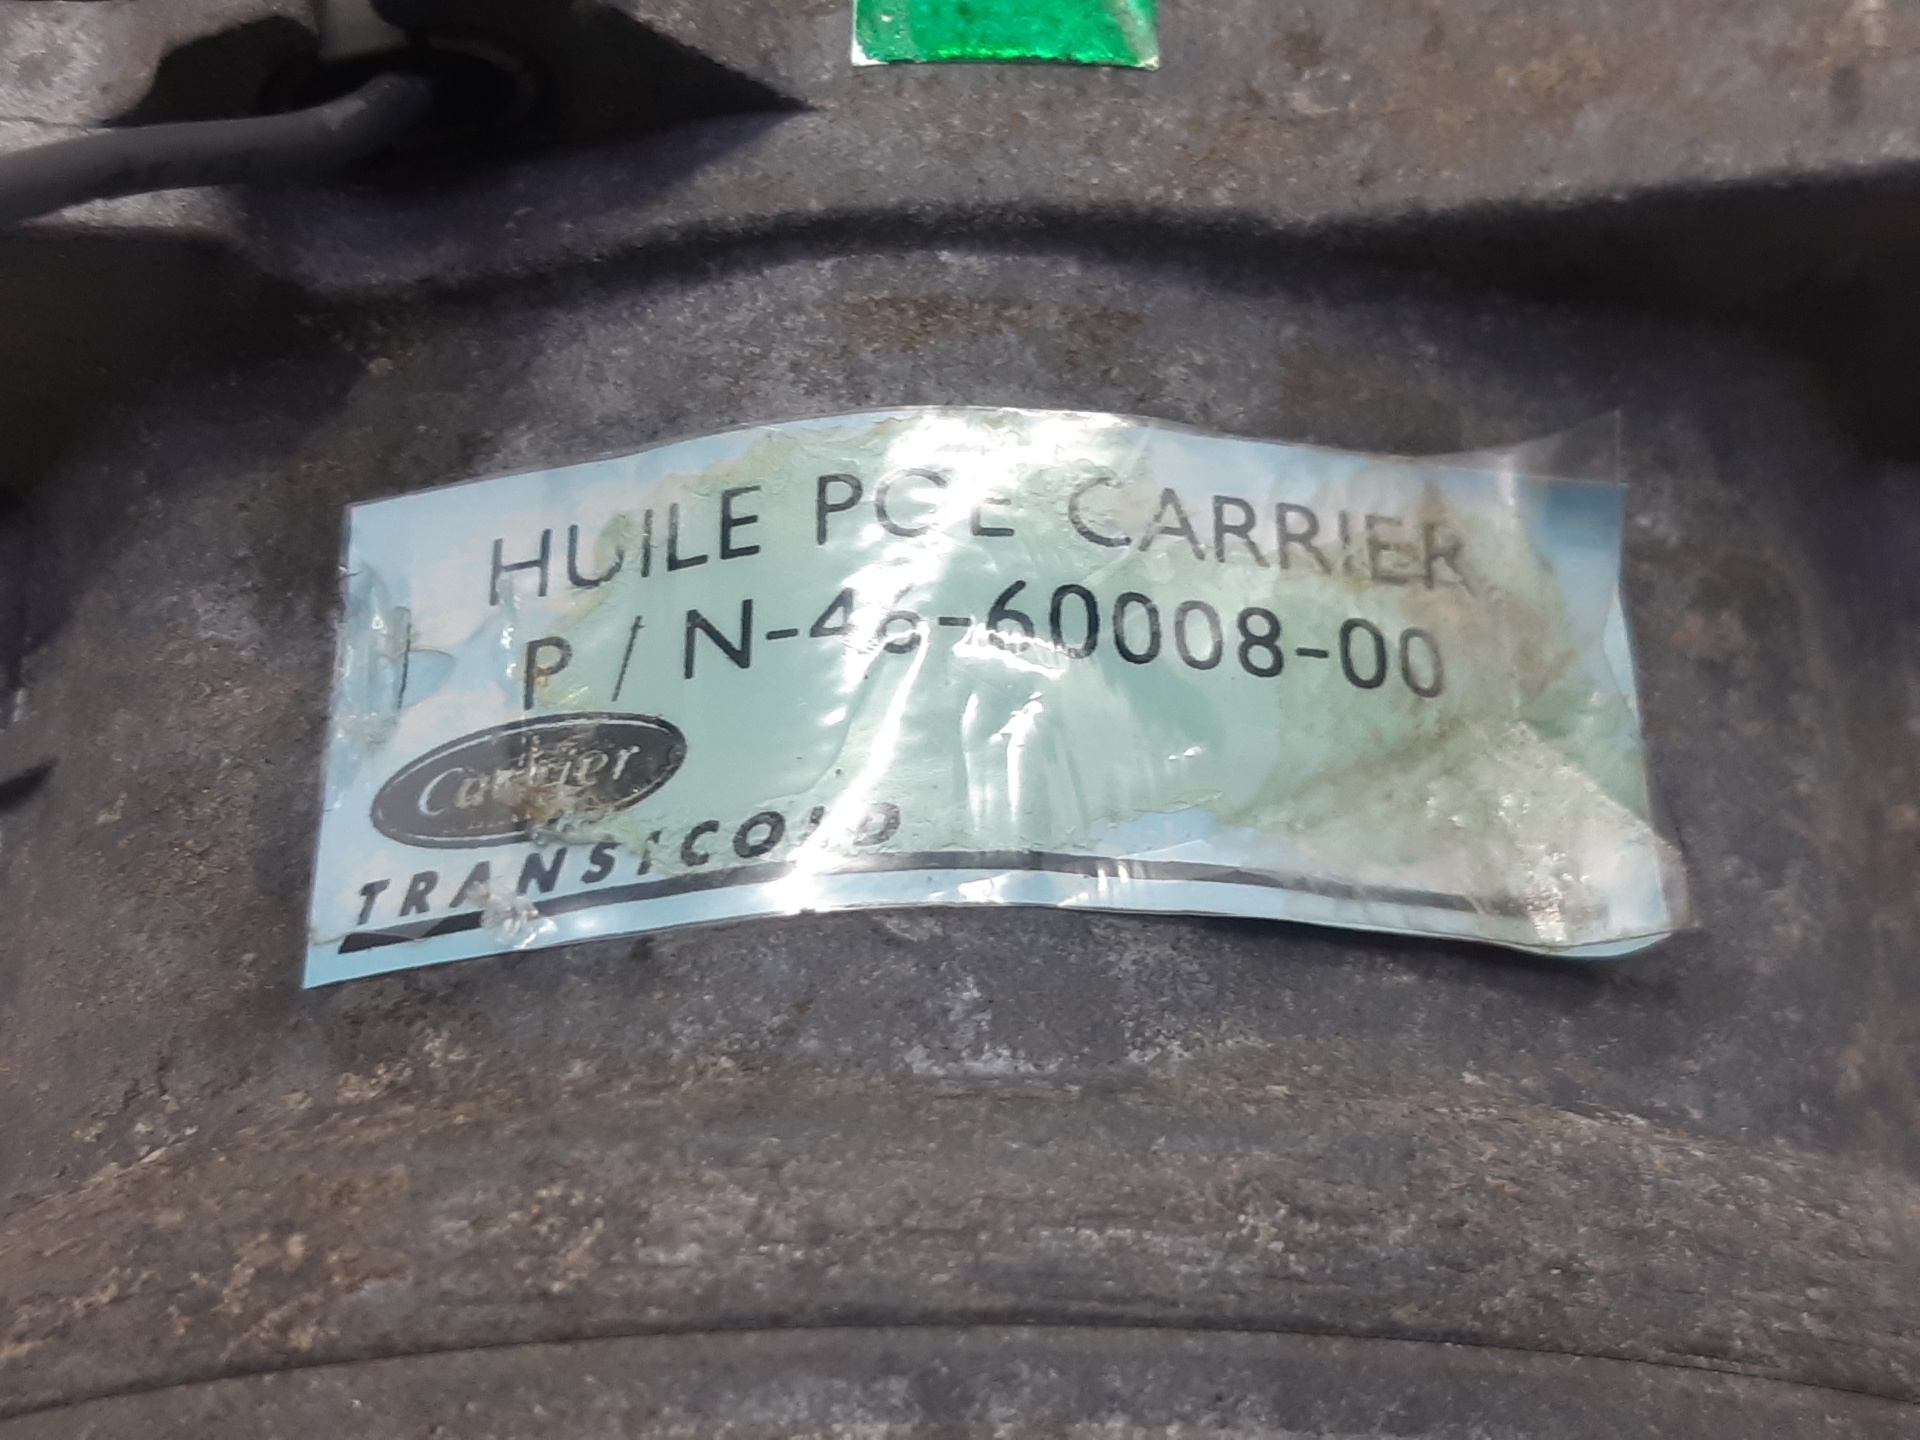 HUILE POE CARRIER
P/N-46-60008-00
Carrier
TRANSICOLD